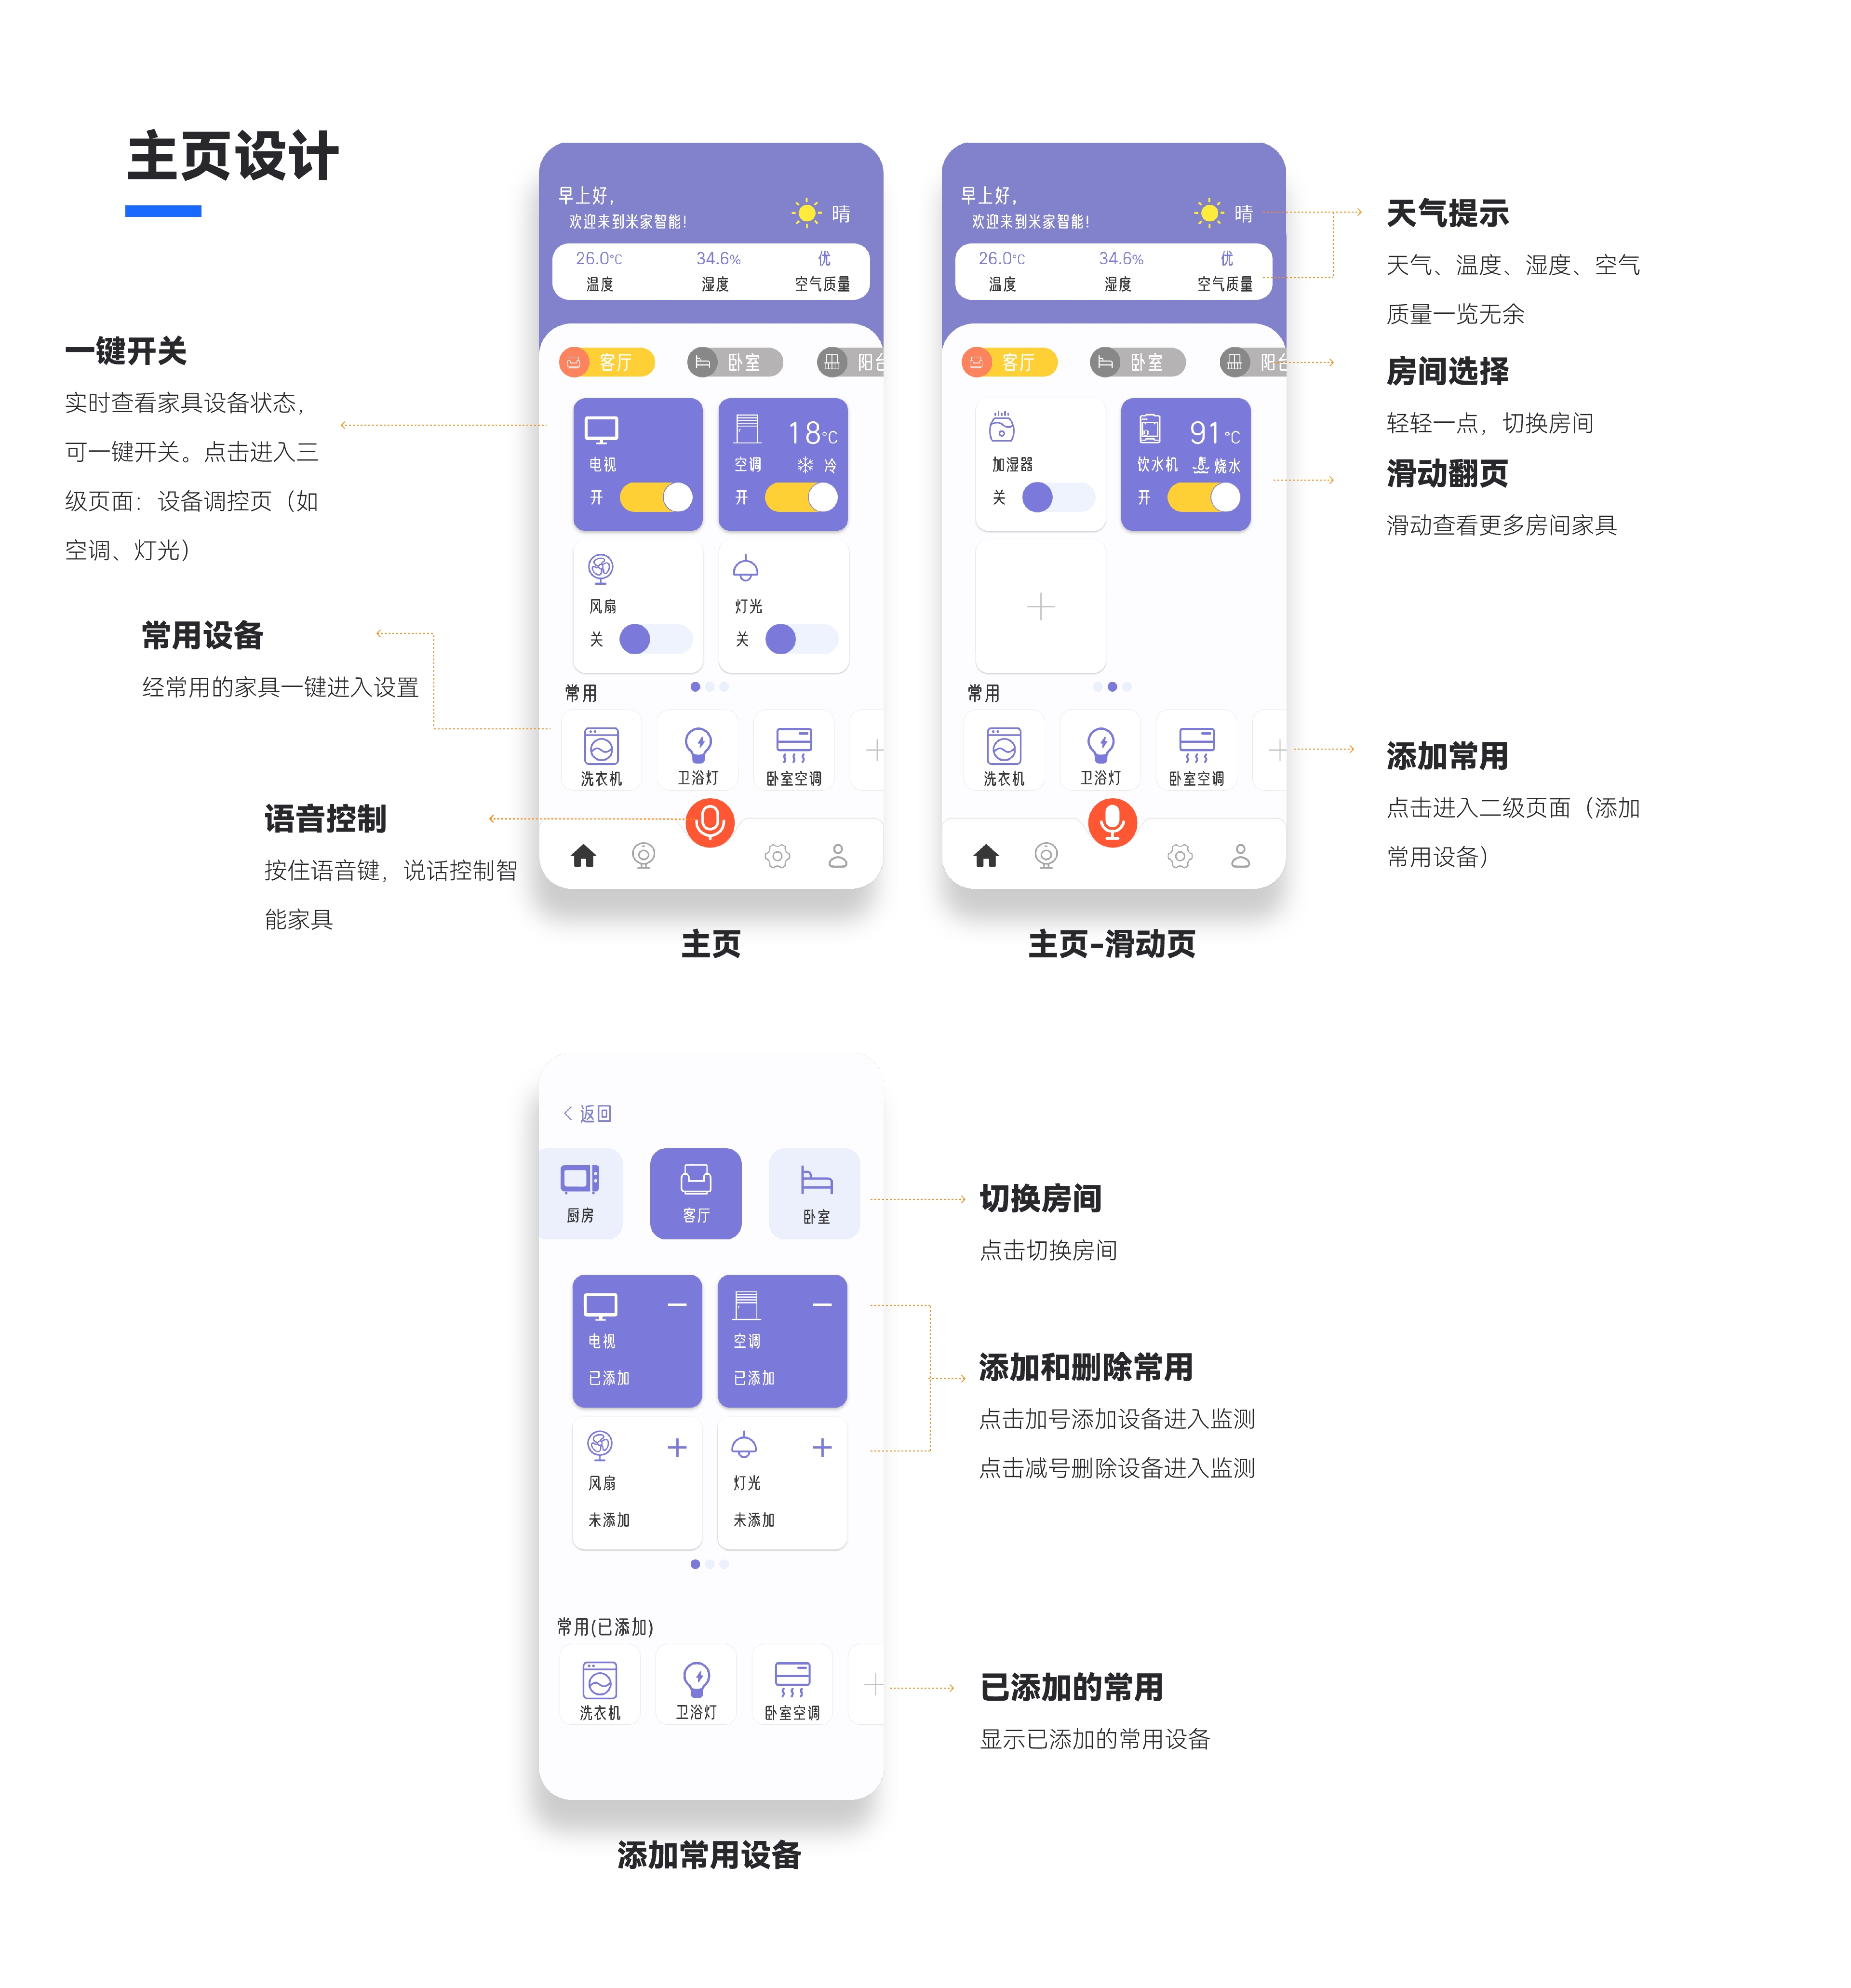 主页设计
一键开关
实时查看家具设备状态，
可一键开关。点击进入三
级页面：设备调控页（如
空调、灯光）
常用设备
经常用的家具一键进入设置
语音控制
按住语音键，说话控制智
能家具
早上好，
欢迎来到米家智能！
晴
26.0°C
34.6%
优
温度
湿度
空气质量
客厅
卧室
阳台
电视
开
18°C
空调
冷
开
风扇
关
灯光
关
常用
洗衣机
卫浴灯
卧室空调
主页
早上好，
欢迎来到米家智能！
晴
26.0°C
34.6%
优
温度
湿度
空气质量
客厅
卧室
阳台
加湿器
关
91°C
饮水机
烧水
开
常用
洗衣机
卫浴灯
卧室空调
主页-滑动页
天气提示
天气、温度、湿度、空气
质量一览无余
房间选择
轻轻一点，切换房间
滑动翻页
滑动查看更多房间家具
添加常用
点击进入二级页面（添加
常用设备）
返回
厨房
客厅
卧室
电视
已添加
空调
已添加
风扇
未添加
灯光
未添加
常用(已添加)
洗衣机
卫浴灯
卧室空调
添加常用设备
切换房间
点击切换房间
添加和删除常用
点击加号添加设备进入监测
点击减号删除设备进入监测
已添加的常用
显示已添加的常用设备